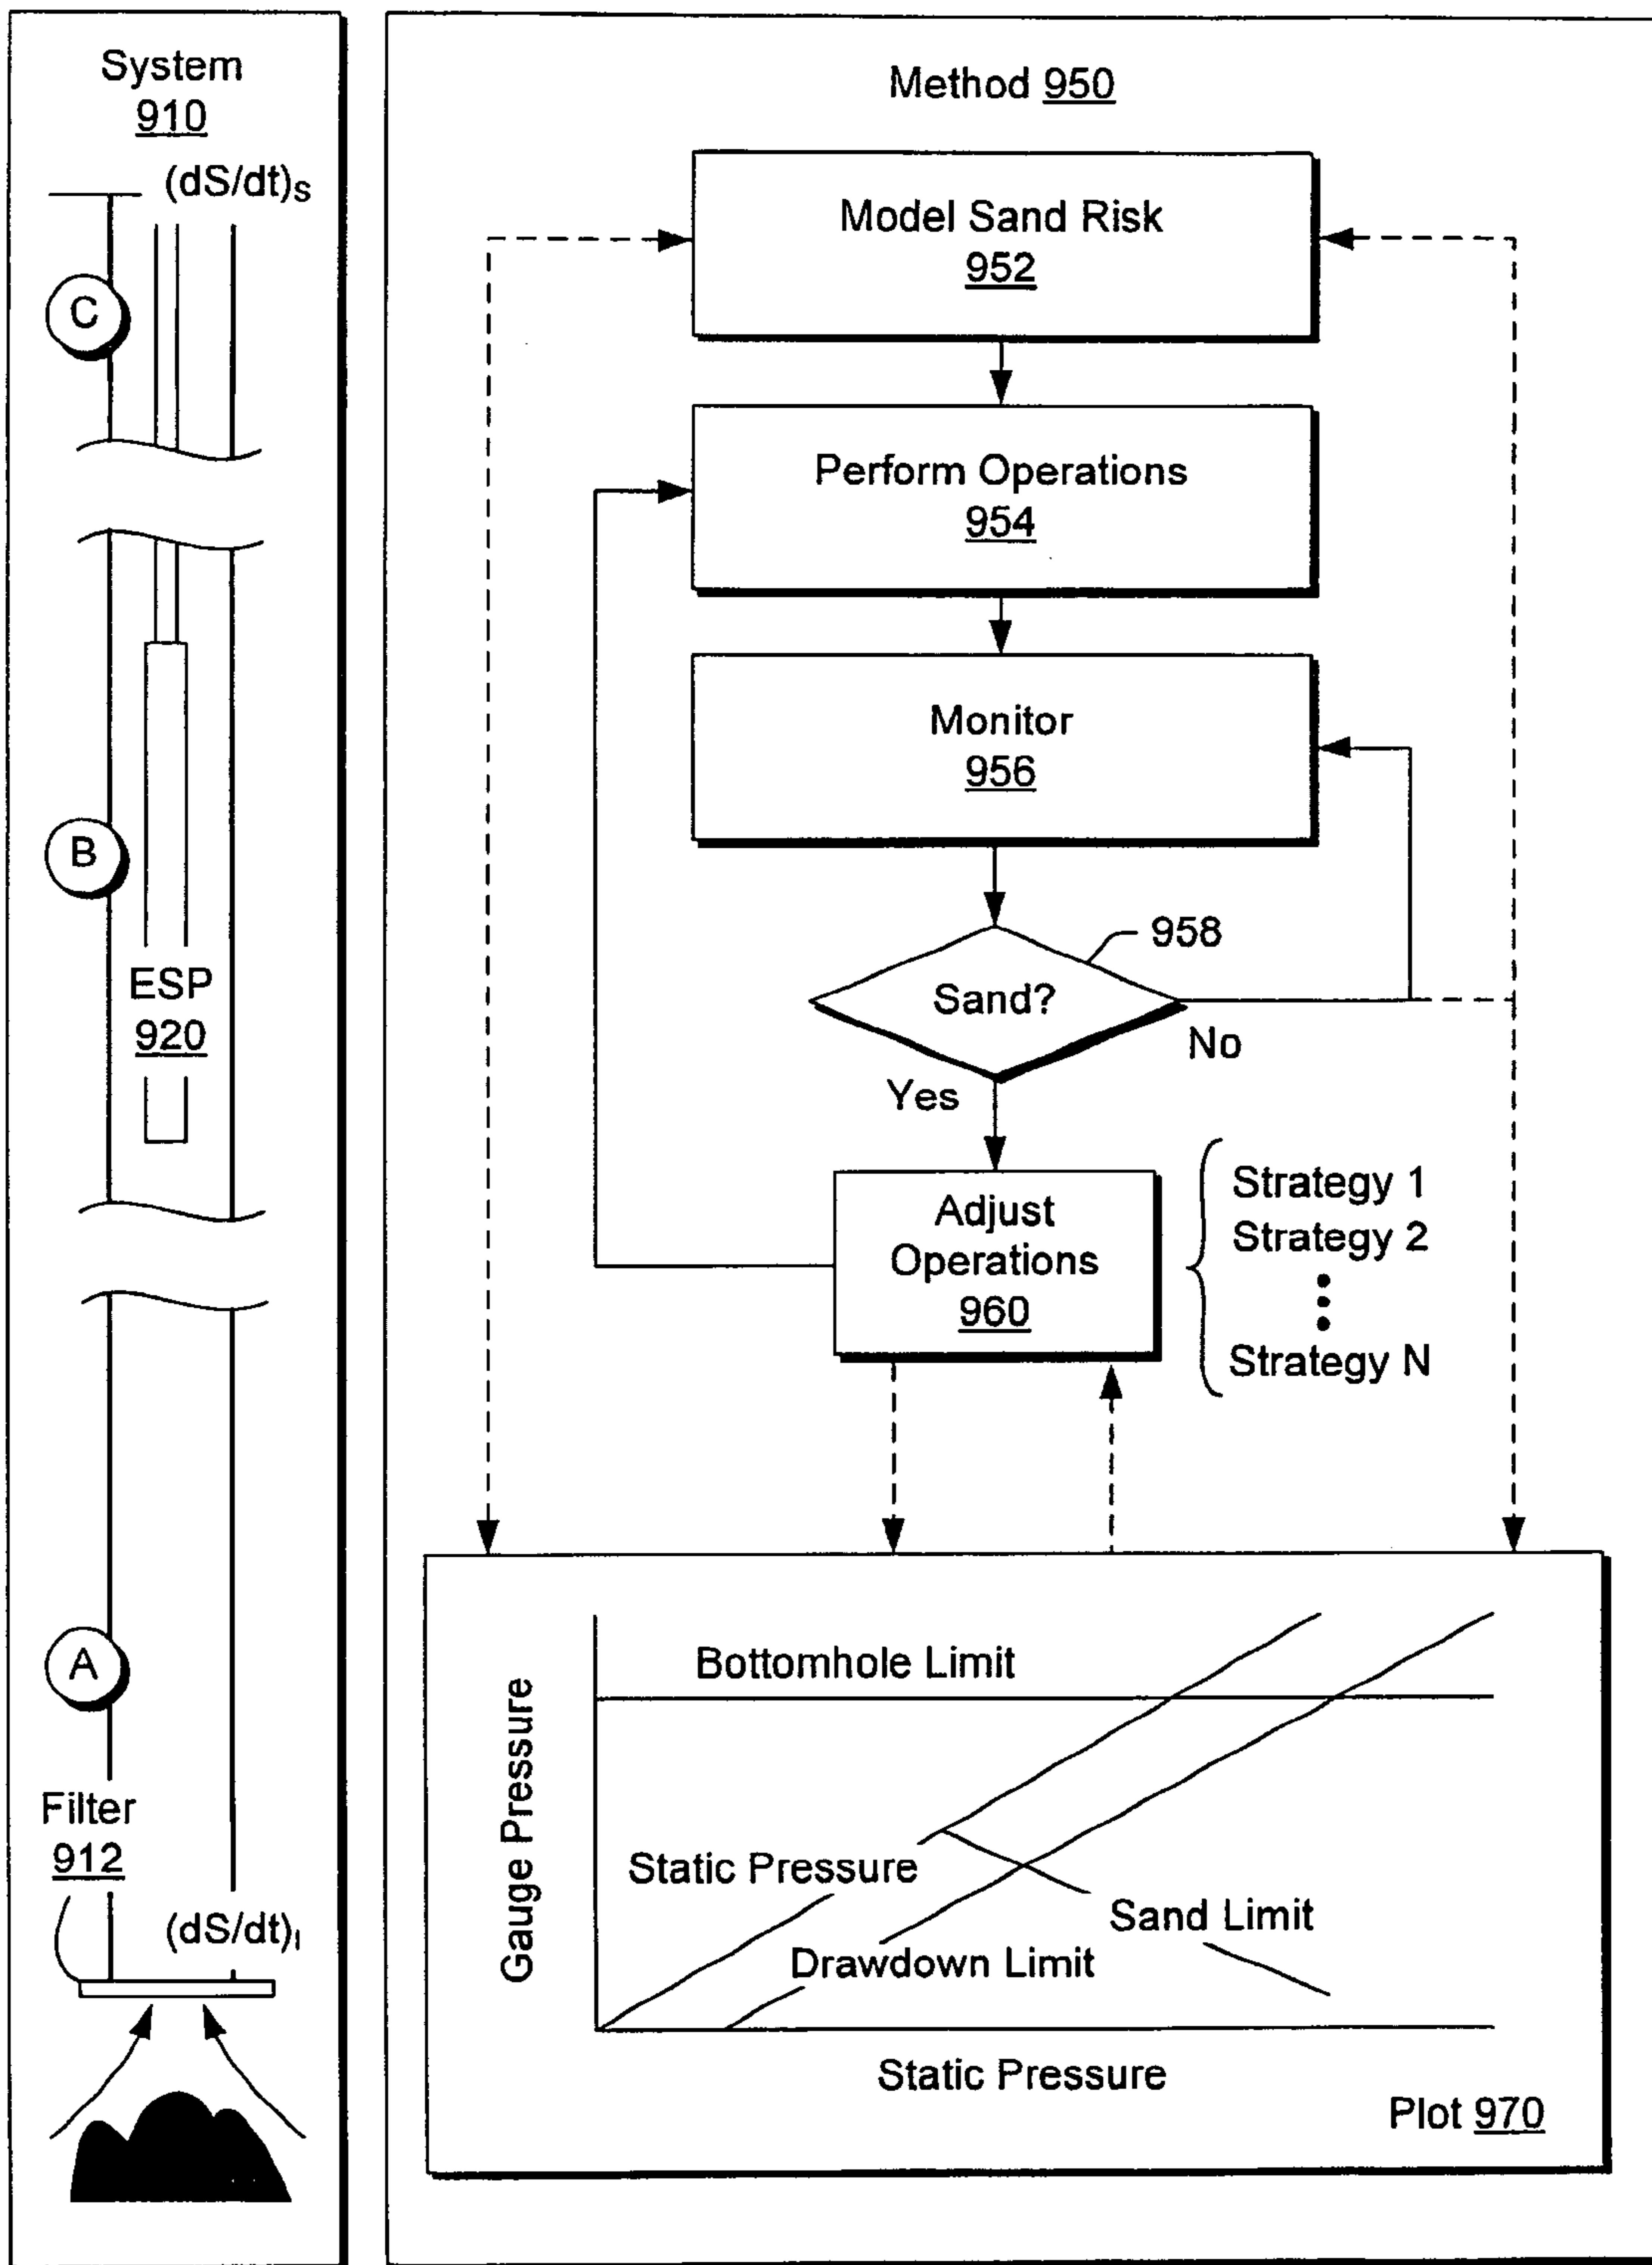 System
910
(dS/dt)S
C
B
ESP
920
A
Filter
912
(dS/dt)I
Method 950
Model Sand Risk
952
Perform Operations
954
Monitor
956
958
Sand?
No
Yes
Adjust
Operations
960
Strategy 1
Strategy 2
Strategy N
Bottomhole Limit
Gauge Pressure
Static Pressure
Sand Limit
Drawdown Limit
Static Pressure
Plot 970